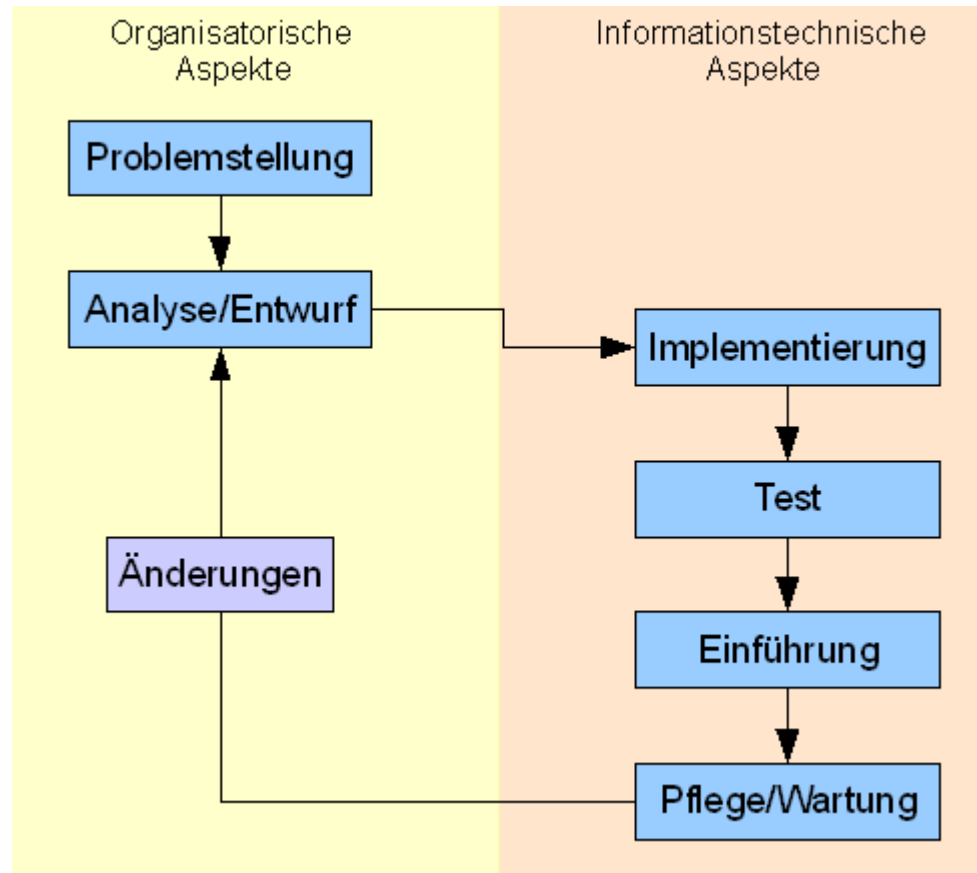 Organisatorische
Aspekte
Informationstechnische
Aspekte
Problemstellung
Analyse/Entwurf
Implementierung
Test
Änderungen
Einführung
Pflege/Wartung